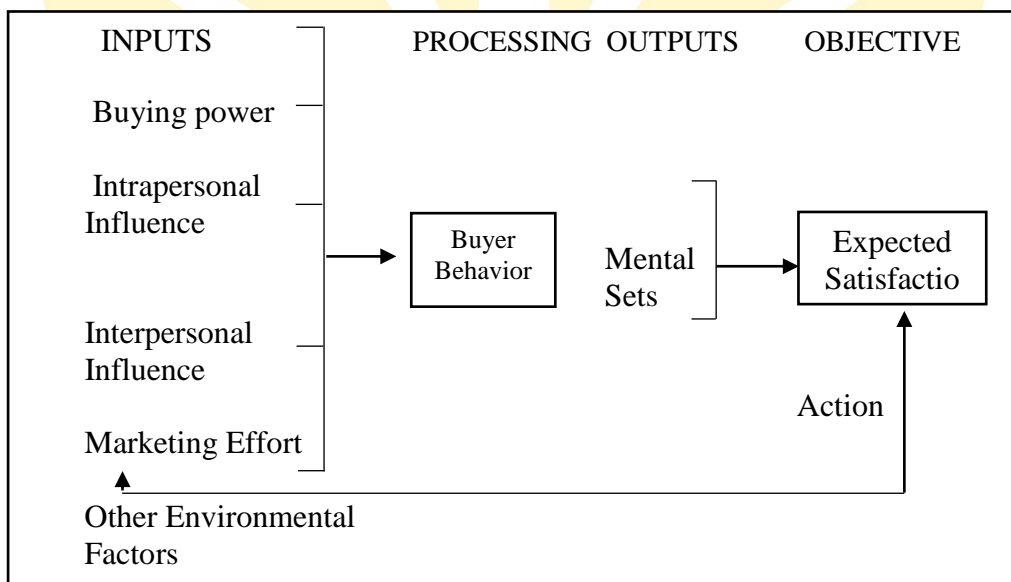 INPUTS PROCESSING OUTPUTS OBJECTIVE
Buying power
Intrapersonal
Influence
Buyer
Behavior
Mental
Sets
Expected
Satisfactio
Interpersonal
Influence
Action
Marketing Effort
Other Environmental
Factors